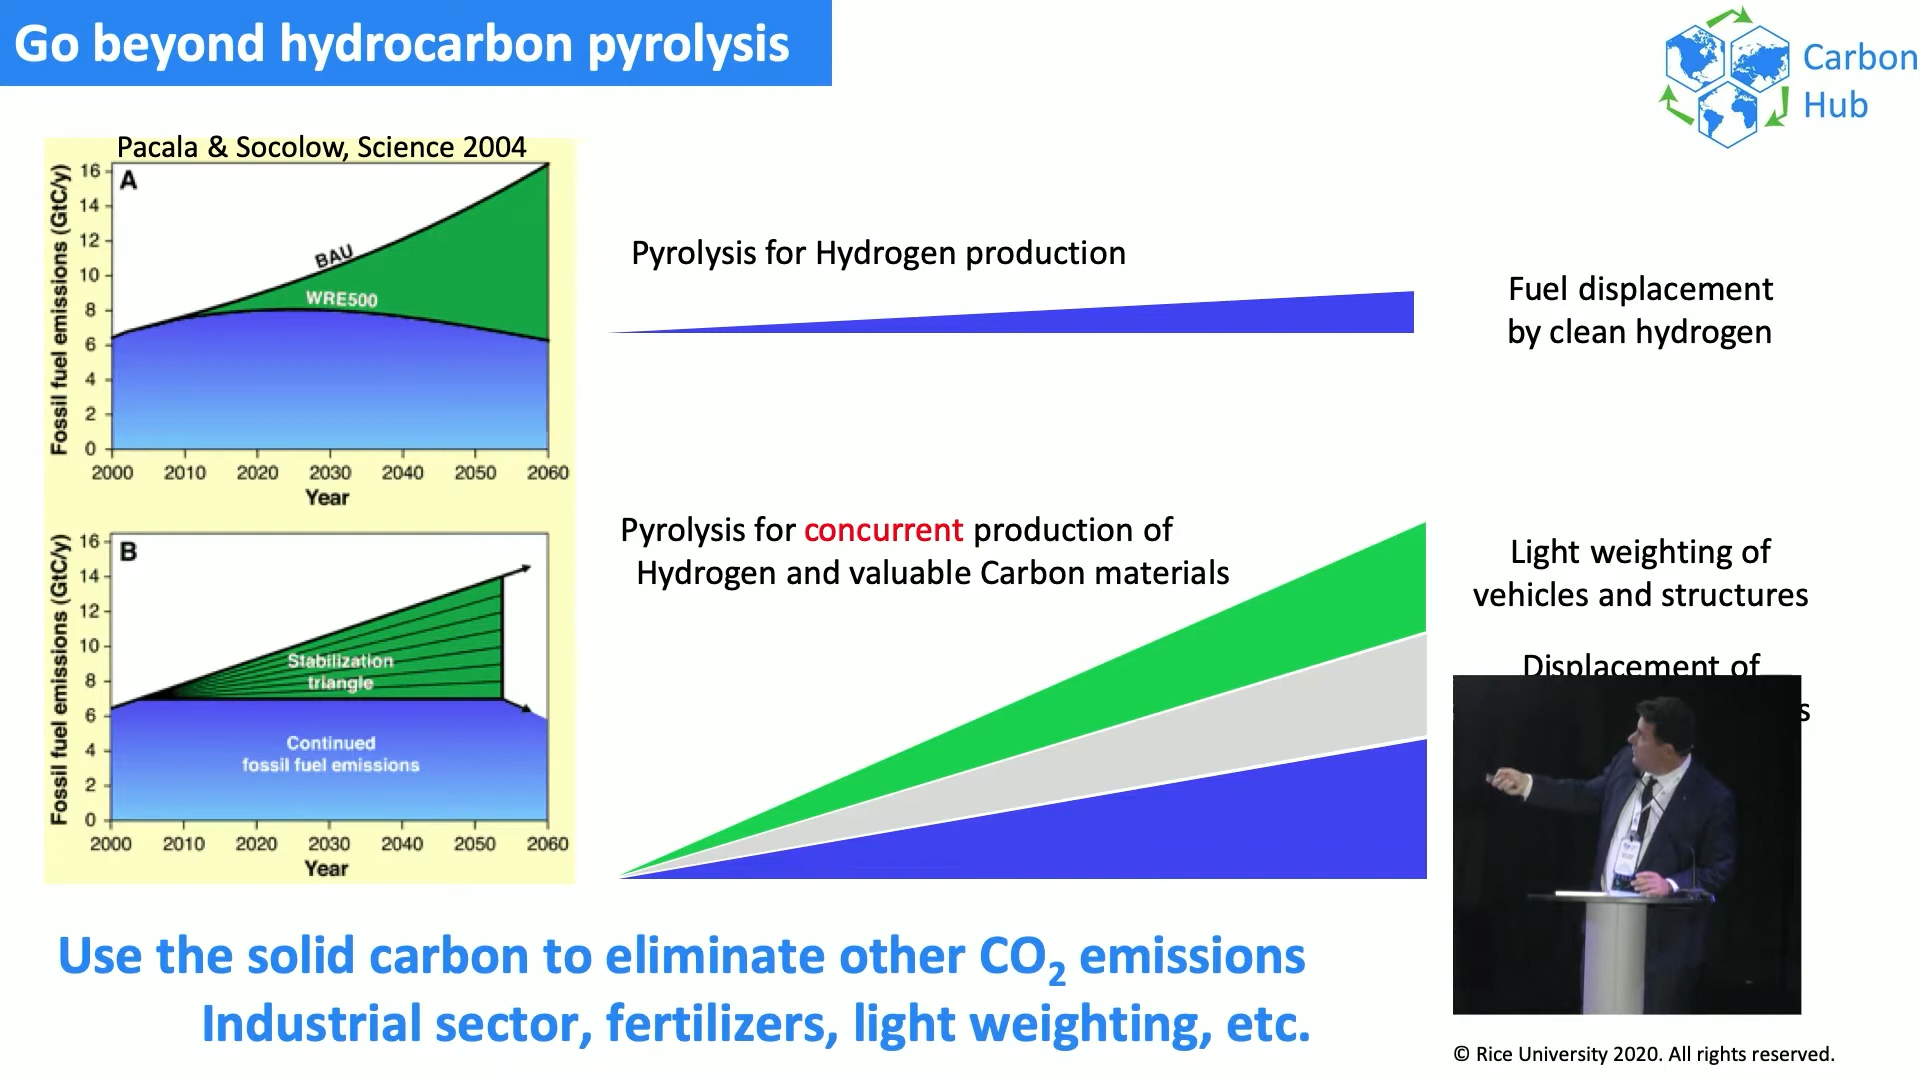 Go beyond hydrocarbon pyrolysis
Carbon
Hub
Pacala & Socolow, Science 2004
A
Fossil fuel emissions (GtC/y)
16
14
12
10
8
6
4
2
0
BAU
WRE500
2000 2010 2020 2030 2040 2050 2060
Year
B
Fossil fuel emissions (GtC/y)
16
14
12
10
8
6
4
2
0
Stabilization
triangle
Continued
fossil fuel emissions
2000 2010 2020 2030 2040 2050 2060
Year
Pyrolysis for Hydrogen production
Fuel displacement
by clean hydrogen
Pyrolysis for concurrent production of
Hydrogen and valuable Carbon materials
Light weighting of
vehicles and structures
Displacement of
Use the solid carbon to eliminate other CO₂ emissions
Industrial sector, fertilizers, light weighting, etc.
© Rice University 2020. All rights reserved.